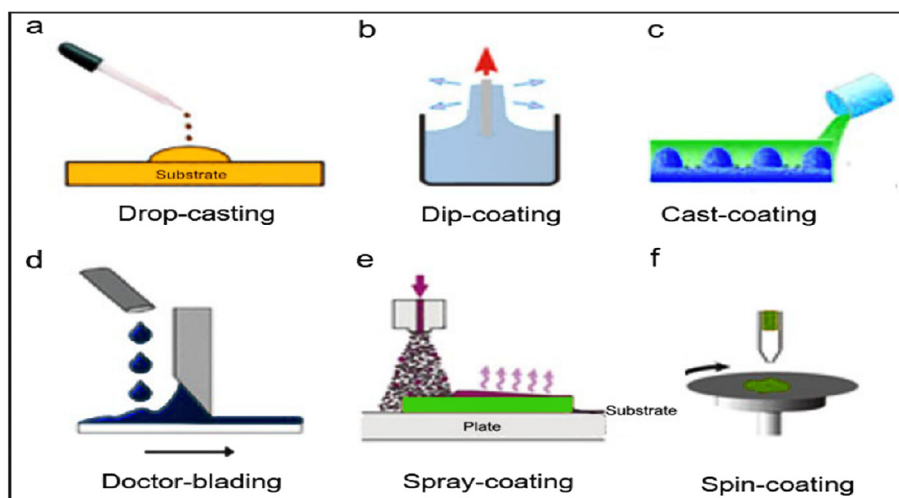 a
b
c
Substrate
Drop-casting
Dip-coating
Cast-coating
d
e
f
Substrate
Plate
Doctor-blading
Spray-coating
Spin-coating